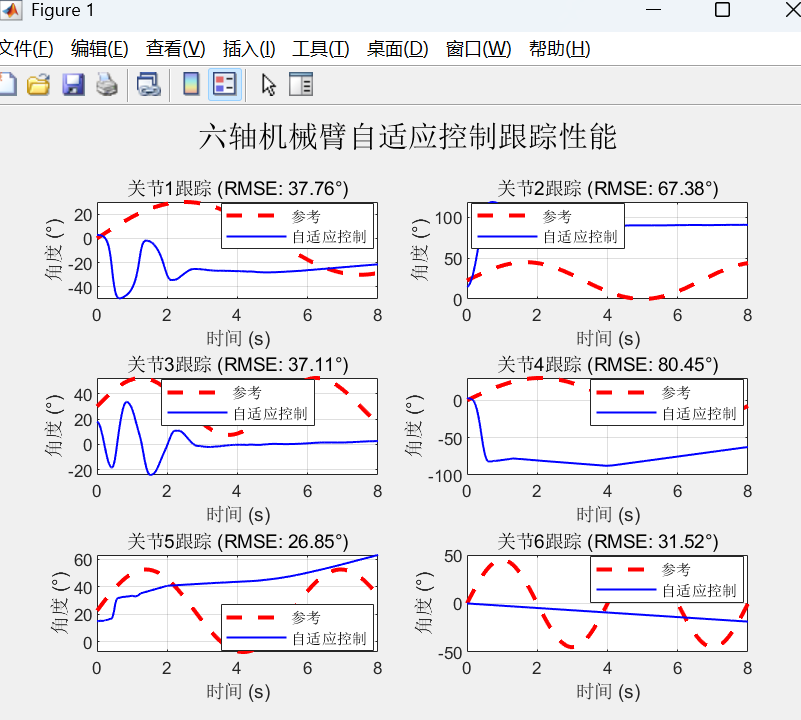 Figure 1
文件(F) 编辑(E) 查看(V) 插入(I) 工具(T) 桌面(D) 窗口(W) 帮助(H)
六轴机械臂自适应控制跟踪性能
关节1跟踪 (RMSE: 37.76°)
20
0
-20
-40
角度 (°)
参考
自适应控制
0 2 4 6 8
时间 (s)
关节2跟踪 (RMSE: 67.38°)
100
50
0
角度 (°)
参考
自适应控制
0 2 4 6 8
时间 (s)
关节3跟踪 (RMSE: 37.11°)
40
20
0
-20
角度 (°)
参考
自适应控制
0 2 4 6 8
时间 (s)
关节4跟踪 (RMSE: 80.45°)
0
-50
-100
角度 (°)
参考
自适应控制
0 2 4 6 8
时间 (s)
关节5跟踪 (RMSE: 26.85°)
60
40
20
0
角度 (°)
参考
自适应控制
0 2 4 6 8
时间 (s)
关节6跟踪 (RMSE: 31.52°)
50
0
-50
角度 (°)
参考
自适应控制
0 2 4 6 8
时间 (s)